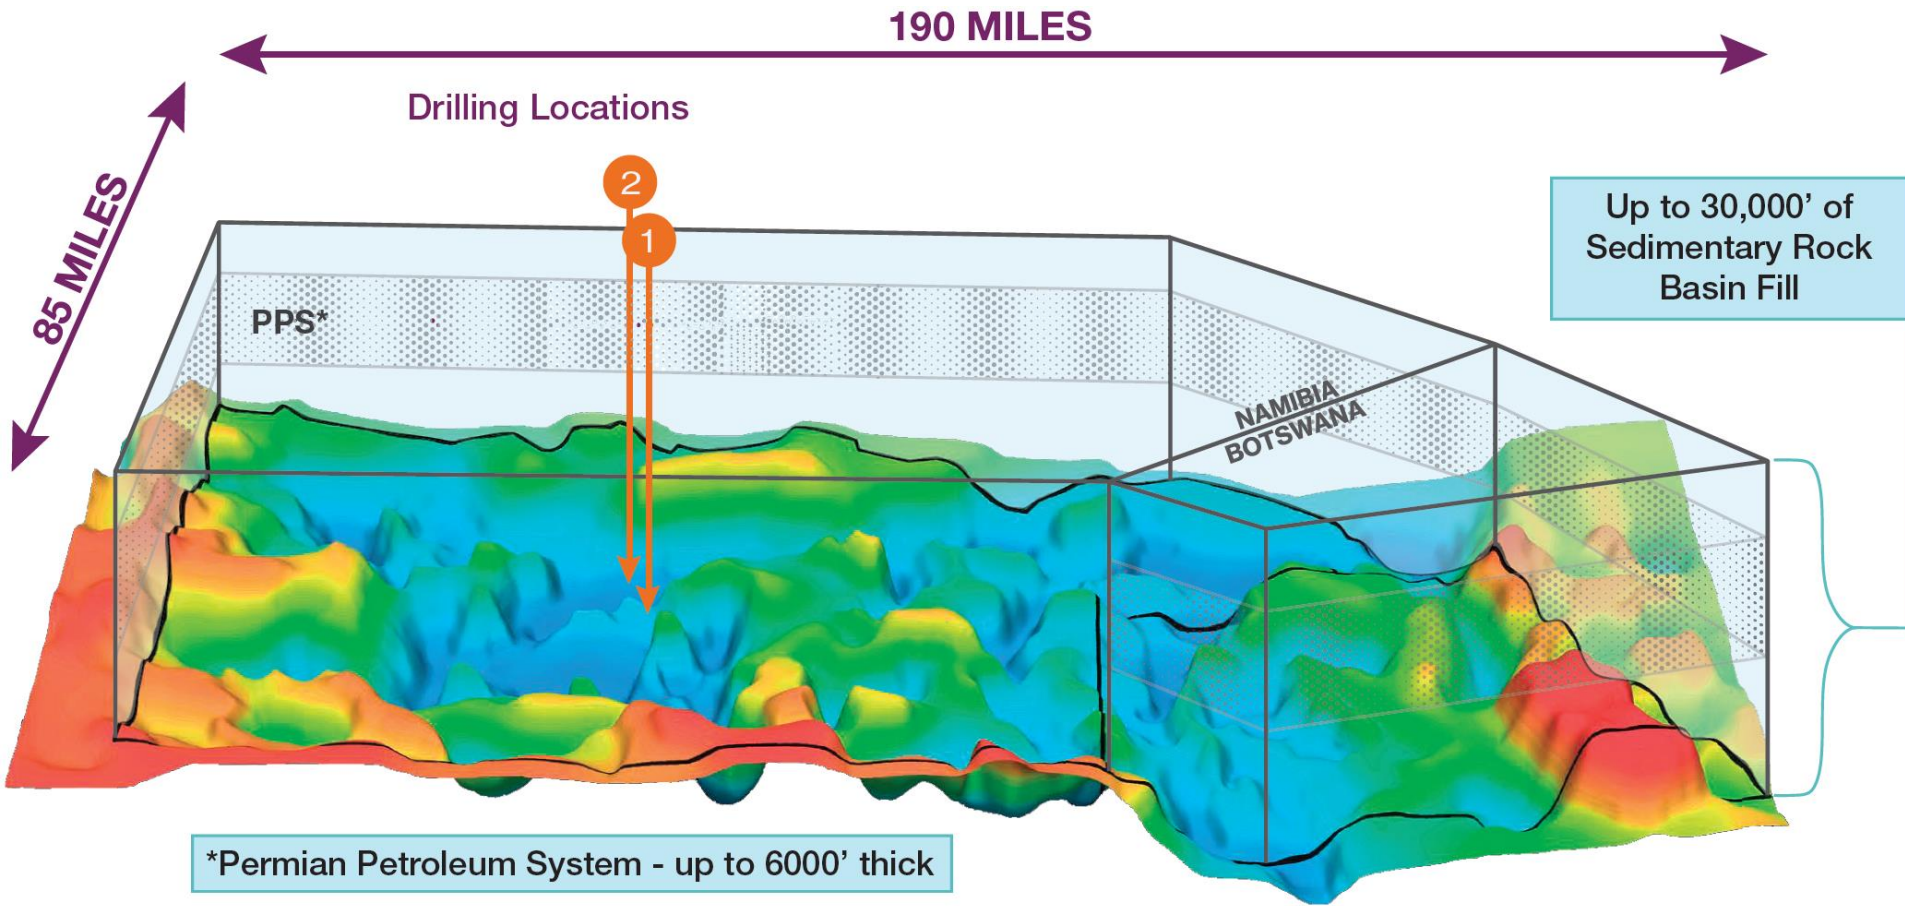 190 MILES
Drilling Locations
85 MILES
2
1
Up to 30,000’ of
Sedimentary Rock
Basin Fill
PPS*
NAMIBIA
BOTSWANA
*Permian Petroleum System - up to 6000’ thick